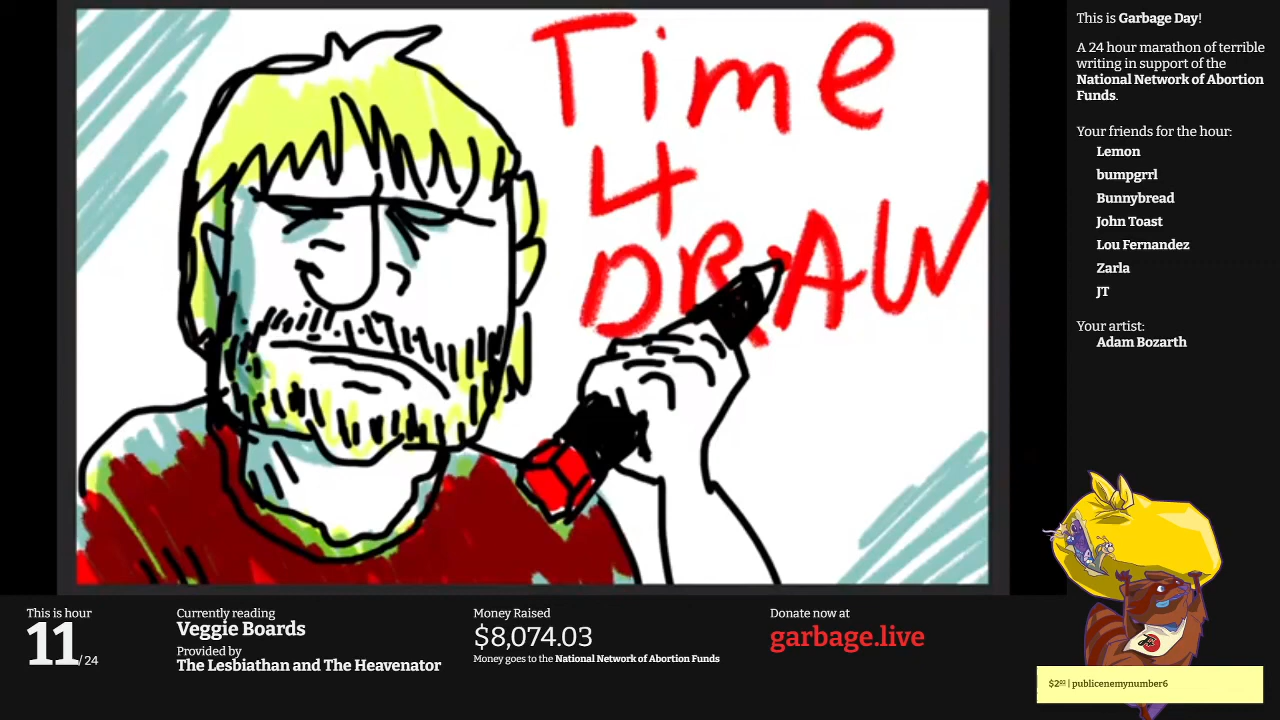 Time
4
DRAW
This is Garbage Day!
A 24 hour marathon of terrible
writing in support of the
National Network of Abortion
Funds.
Your friends for the hour:
Lemon
bumpgrrl
Bunnybread
John Toast
Lou Fernandez
Zarla
JT
Your artist:
Adam Bozarth
This is hour
11/ 24
Currently reading
Veggie Boards
Provided by
The Lesbiathan and The Heavenator
Money Raised
$8,074.03
Money goes to the National Network of Abortion Funds
Donate now at
garbage.live
| publicenemynumber6